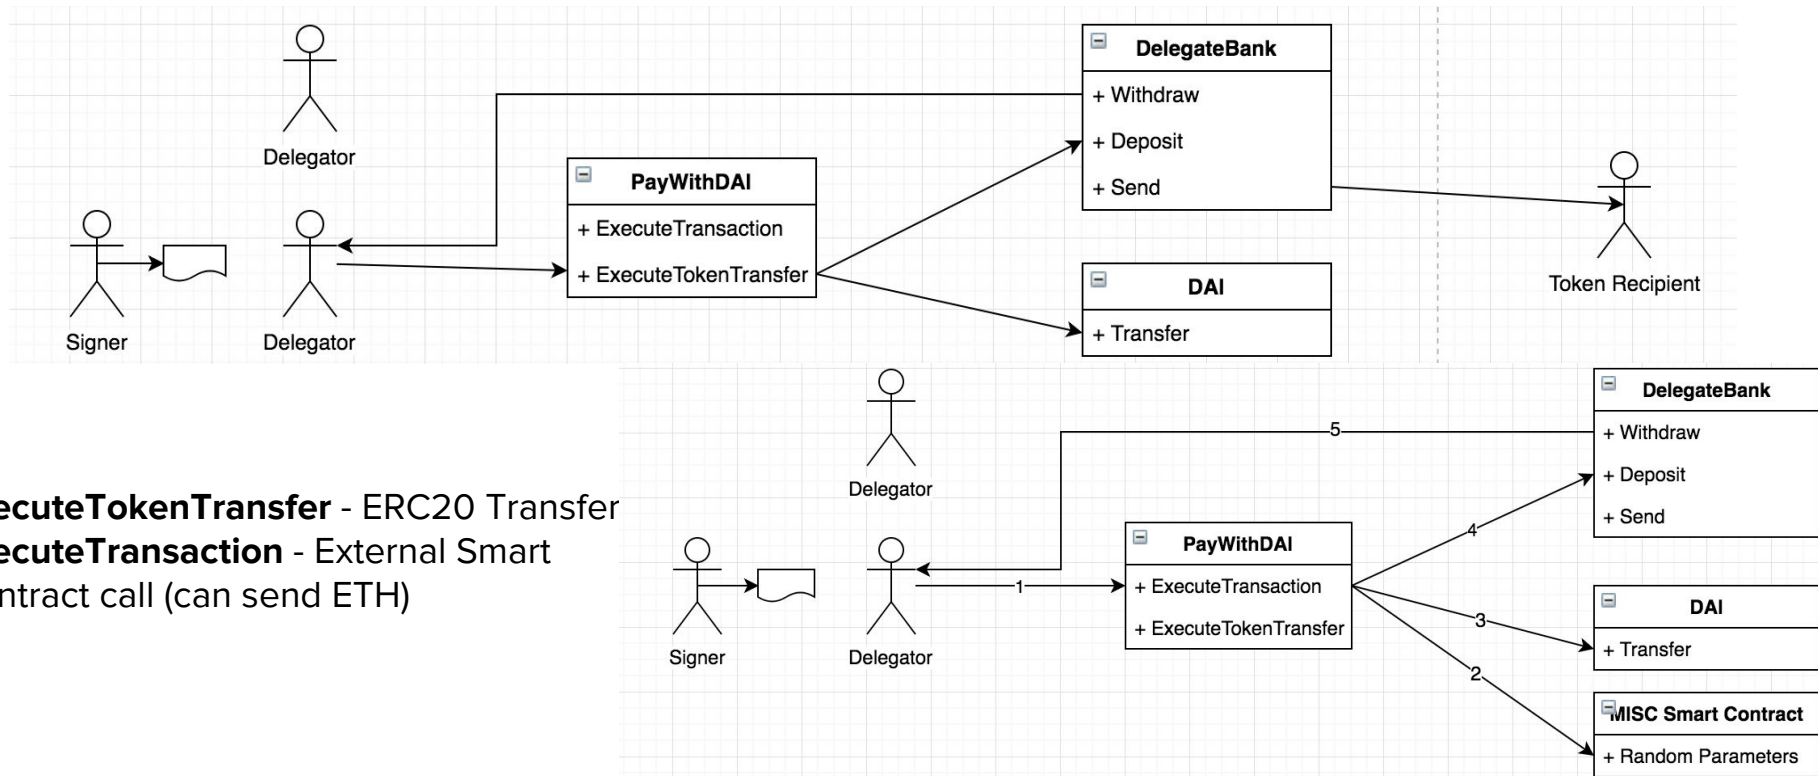 Delegator
DelegateBank
+ Withdraw
+ Deposit
+ Send
PayWithDAI
+ ExecuteTransaction
+ ExecuteTokenTransfer
DAI
+ Transfer
Token Recipient
Signer
Delegator
ecuteTokenTransfer - ERC20 Transfer
ecuteTransaction - External Smart
ntract call (can send ETH)
Delegator
DelegateBank
+ Withdraw
+ Deposit
+ Send
5
4
PayWithDAI
+ ExecuteTransaction
+ ExecuteTokenTransfer
1
3
2
DAI
+ Transfer
Signer
Delegator
MISC Smart Contract
+ Random Parameters